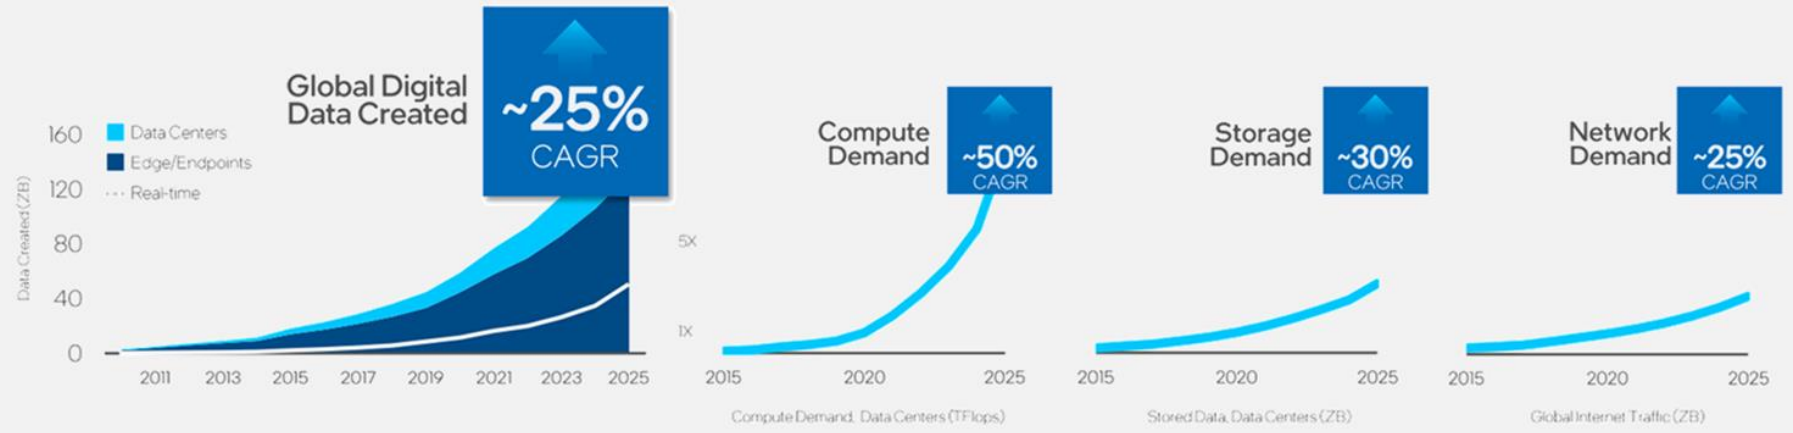 Global Digital
Data Created
~25%
CAGR
Data Created (ZB)
160
120
80
40
0
Data Centers
Edge/Endpoints
Real-time
2011 2013 2015 2017 2019 2021 2023 2025
Compute
Demand
~50%
CAGR
5X
1X
2015 2020 2025
Compute Demand, Data Centers (TFlops)
Storage
Demand
~30%
CAGR
2015 2020 2025
Stored Data, Data Centers (ZB)
Network
Demand
~25%
CAGR
2015 2020 2025
Global Internet Traffic (ZB)